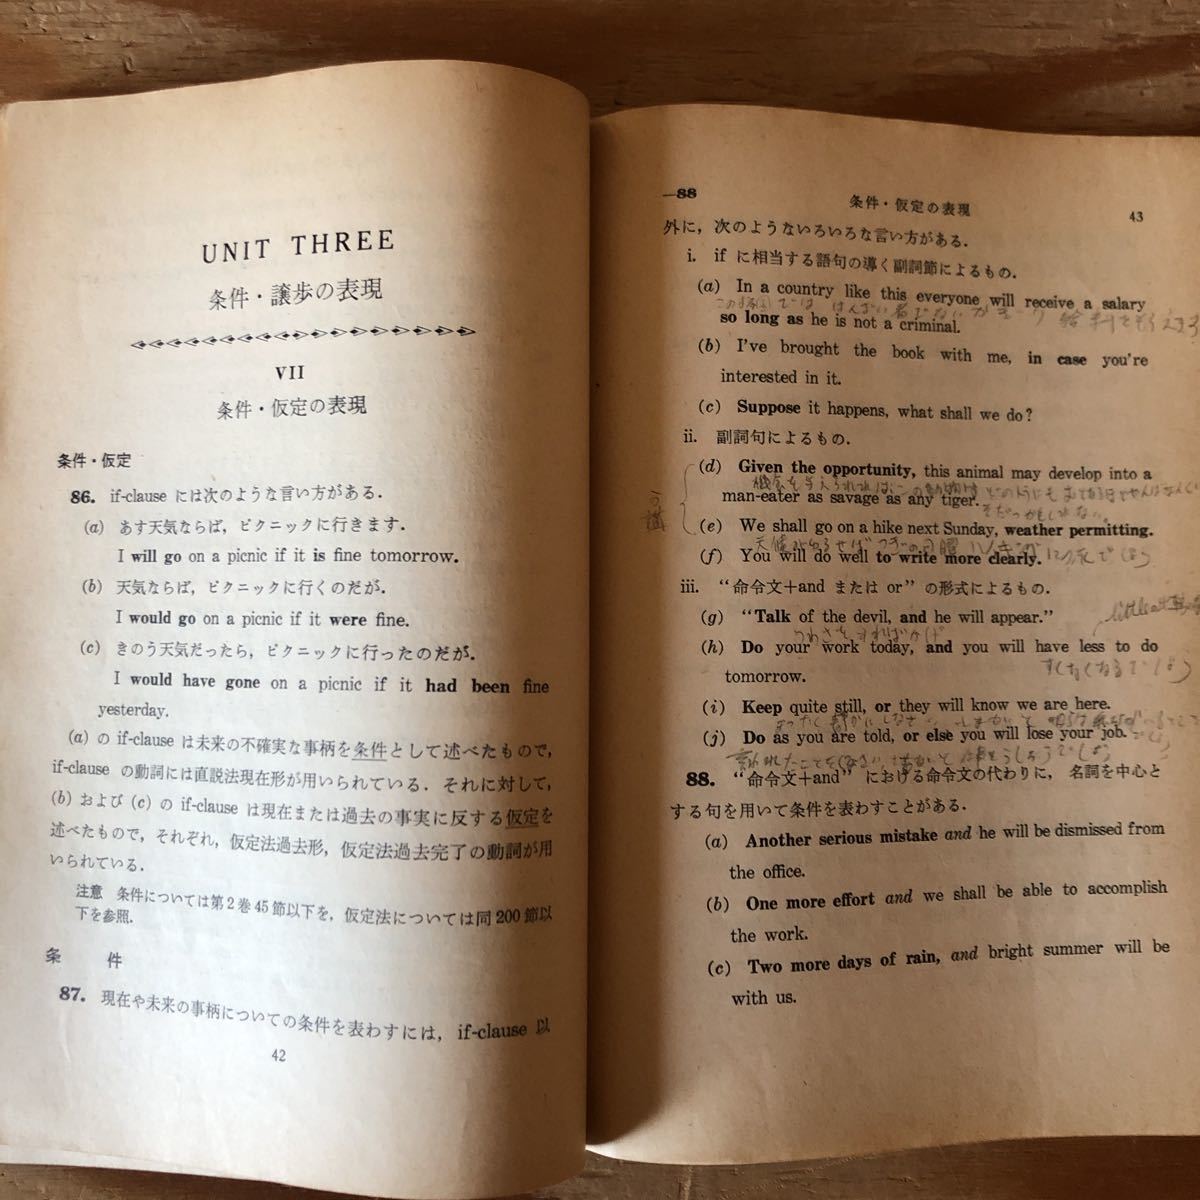 UNIT THREE
条件・譲歩の表現
VII
条件・仮定の表現
条件・仮定
86. if-clause には次のような言い方がある.
(a) あす天気ならば, ピクニックに行きます.
I will go on a picnic if it is fine tomorrow.
(b) 天気ならば, ピクニックに行くのだが.
I would go on a picnic if it were fine.
(c) きのう天気だったら, ピクニックに行ったのだが.
I would have gone on a picnic if it had been fine
yesterday.
(a) の if-clause は未来の不確実な事柄を条件として述べたもので,
if-clause の動詞には直説法現在形が用いられている. それに対して,
(b) および (c) の if-clause は現在または過去の事実に反する仮定を
述べたもので, それぞれ, 仮定法過去形, 仮定法過去完了の動詞が用
いられている.
注意 条件については第2巻45節以下を, 仮定法については同200節以
下を参照.
条 件
87. 現在や未来の事柄についての条件を表わすには, if-clause 以
42
—88 条件・仮定の表現 43
外に, 次のようないろいろな言い方がある.
i. if に相当する語句の導く副詞節によるもの.
(a) In a country like this everyone will receive a salary
so long as he is not a criminal.
(b) I've brought the book with me, in case you're
interested in it.
(c) Suppose it happens, what shall we do?
ii. 副詞句によるもの.
(d) Given the opportunity, this animal may develop into a
man-eater as savage as any tiger.
(e) We shall go on a hike next Sunday, weather permitting.
(f) You will do well to write more clearly.
iii. “命令文+and または or” の形式によるもの.
(g) “Talk of the devil, and he will appear.”
うわさをすればかげ
(h) Do your work today, and you will have less to do
すくなくなるでしょう
tomorrow.
(i) Keep quite still, or they will know we are here.
(j) Do as you are told, or else you will lose your job.
88. “命令文+and” における命令文の代わりに, 名詞を中心と
する句を用いて条件を表わすことがある.
(a) Another serious mistake and he will be dismissed from
the office.
(b) One more effort and we shall be able to accomplish
the work.
(c) Two more days of rain, and bright summer will be
with us.